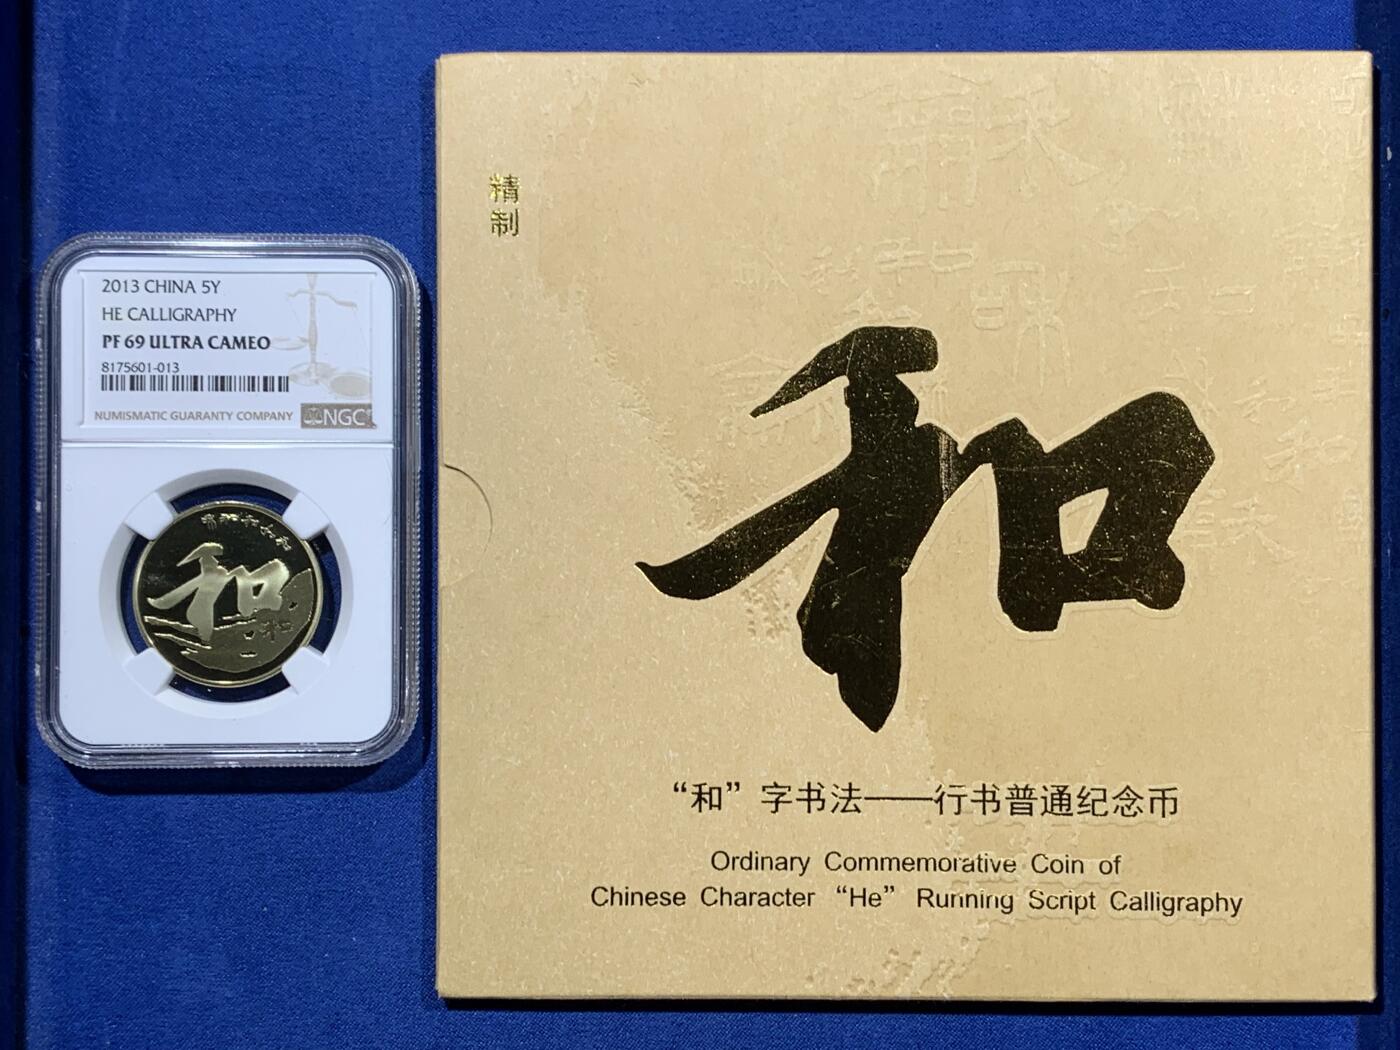 2013 CHINA 5Y
HE CALLIGRAPHY
PF 69 ULTRA CAMEO
8175601-013
NUMISMATIC GUARANTY COMPANY
NGC
和
精
制
和
“和”字书法——行书普通纪念币
Ordinary Commemorative Coin of
Chinese Character “He” Running Script Calligraphy